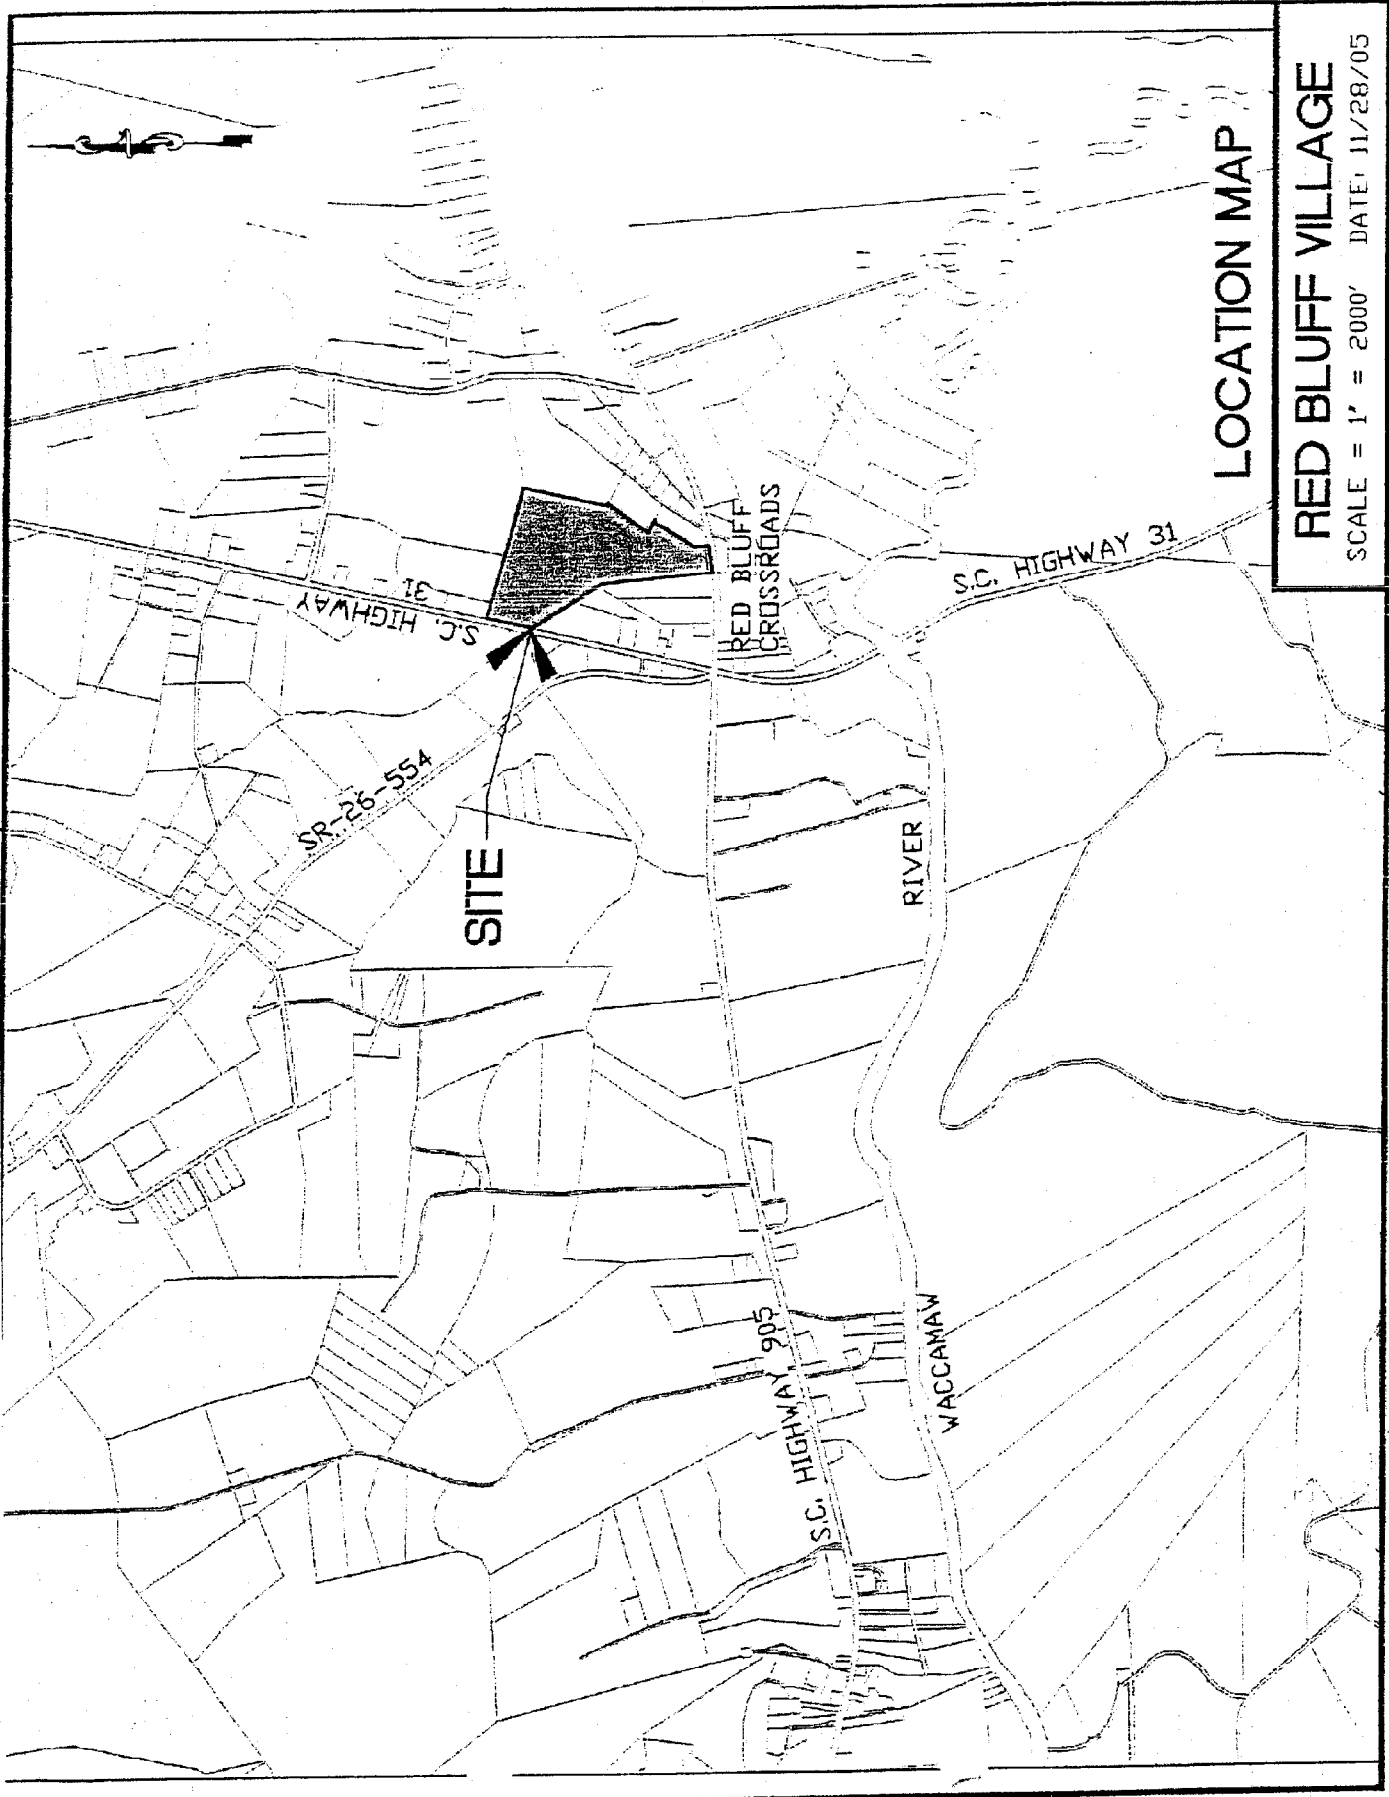 S.C. HIGHWAY 31
SR-26-554
SITE
RED BLUFF
CROSSROADS
S.C. HIGHWAY 905
WACCAMAW
RIVER
S.C. HIGHWAY 31
LOCATION MAP
RED BLUFF VILLAGE
SCALE = 1" = 2000' DATE: 11/28/05